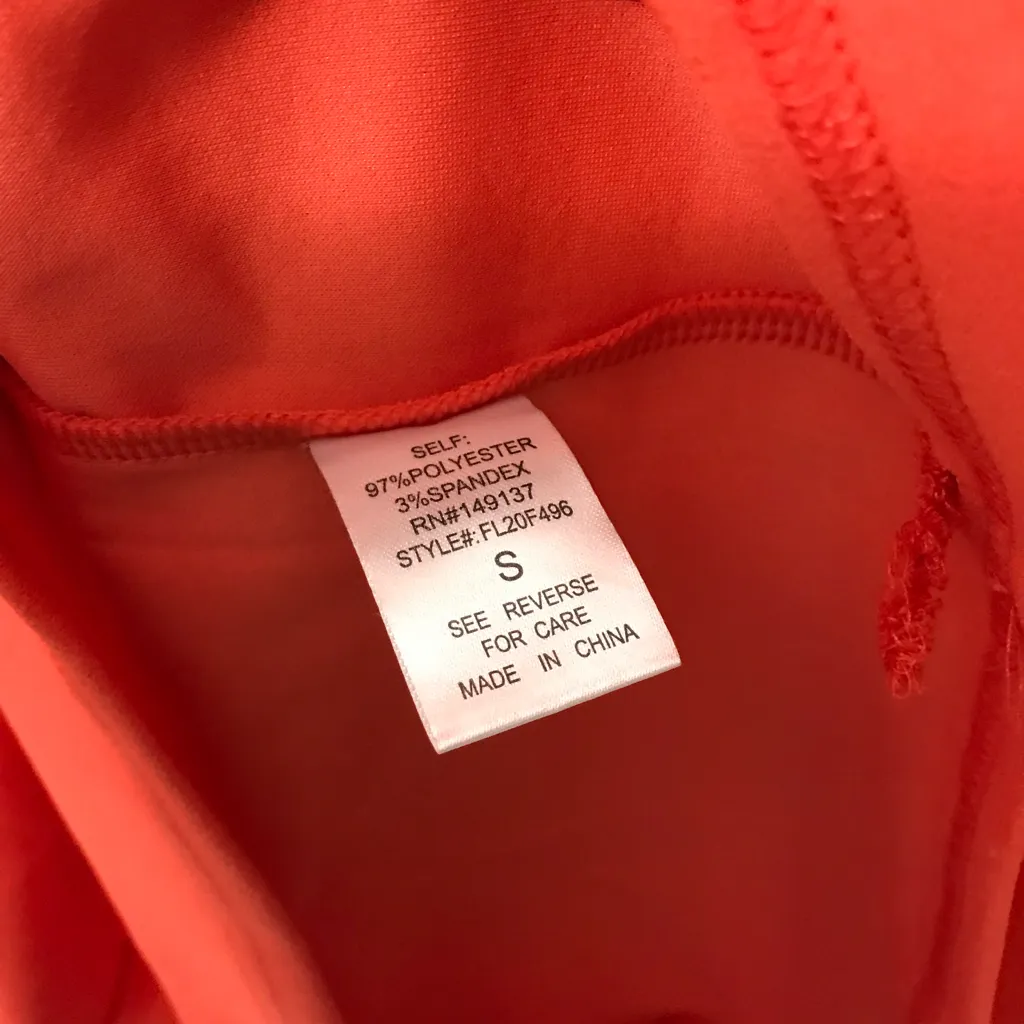 SELF:
97%POLYESTER
3%SPANDEX
RN#149137
STYLE#:FL20F496
S
SEE REVERSE
FOR CARE
MADE IN CHINA